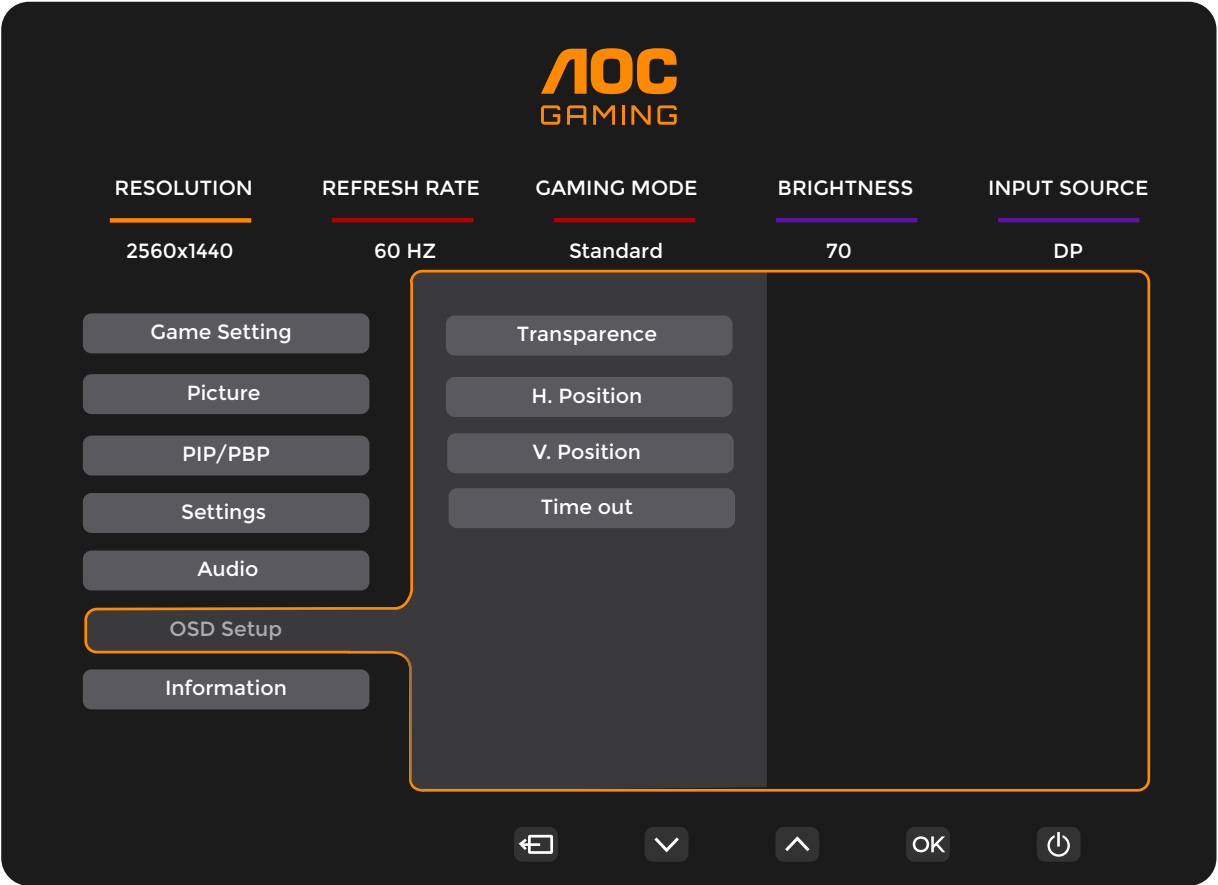 AOC
GAMING
RESOLUTION REFRESH RATE GAMING MODE BRIGHTNESS INPUT SOURCE
2560x1440 60 HZ Standard 70 DP
Game Setting
Picture
PIP/PBP
Settings
Audio
OSD Setup
Information
Transparence
H. Position
V. Position
Time out
OK